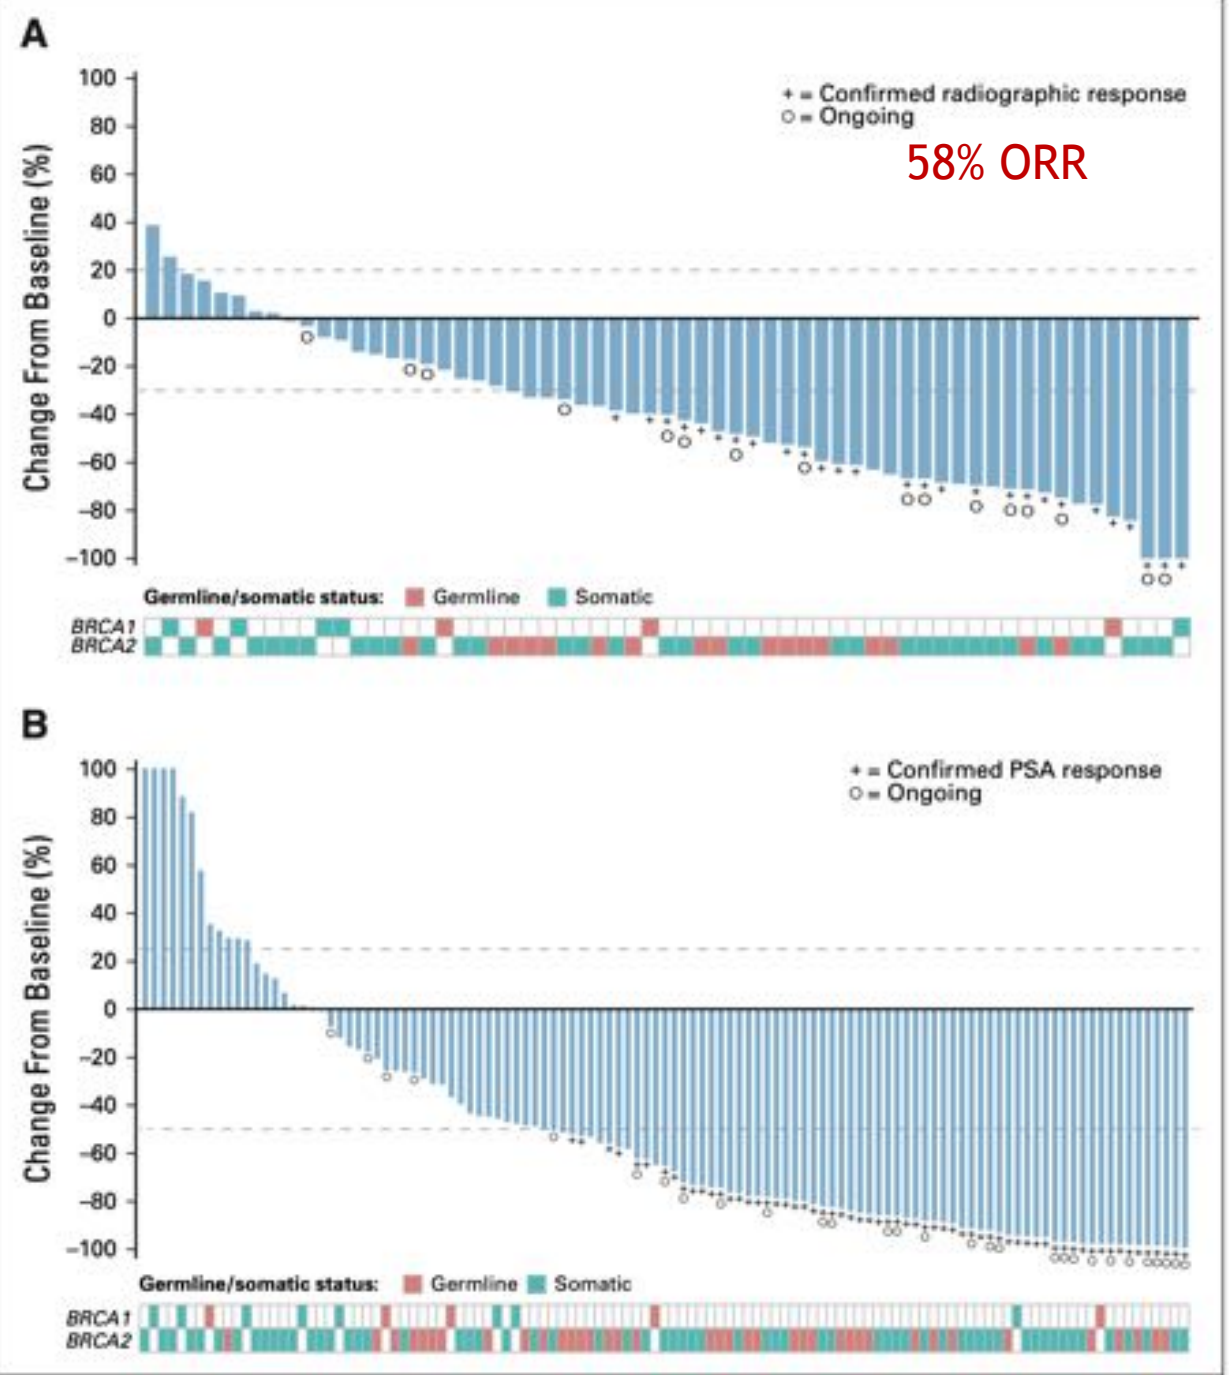 A
100
80
60
40
20
0
−20
−40
−60
−80
−100
Change From Baseline (%)
+ = Confirmed radiographic response
O = Ongoing
58% ORR
Germline/somatic status: Germline Somatic
BRCA1
BRCA2
B
100
80
60
40
20
0
−20
−40
−60
−80
−100
Change From Baseline (%)
+ = Confirmed PSA response
O = Ongoing
Germline/somatic status: Germline Somatic
BRCA1
BRCA2